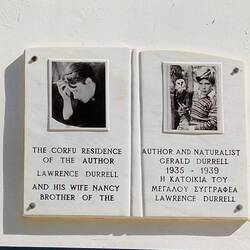 THE CORFU RESIDENCE
OF THE AUTHOR
LAWRENCE DURRELL
AND HIS WIFE NANCY
BROTHER OF THE
AUTHOR AND NATURALIST
GERALD DURRELL
1935 - 1939
Η ΚΑΤΟΙΚΙΑ ΤΟΥ
ΜΕΓΑΛΟΥ ΣΥΓΓΡΑΦΕΑ
LAWRENCE DURRELL